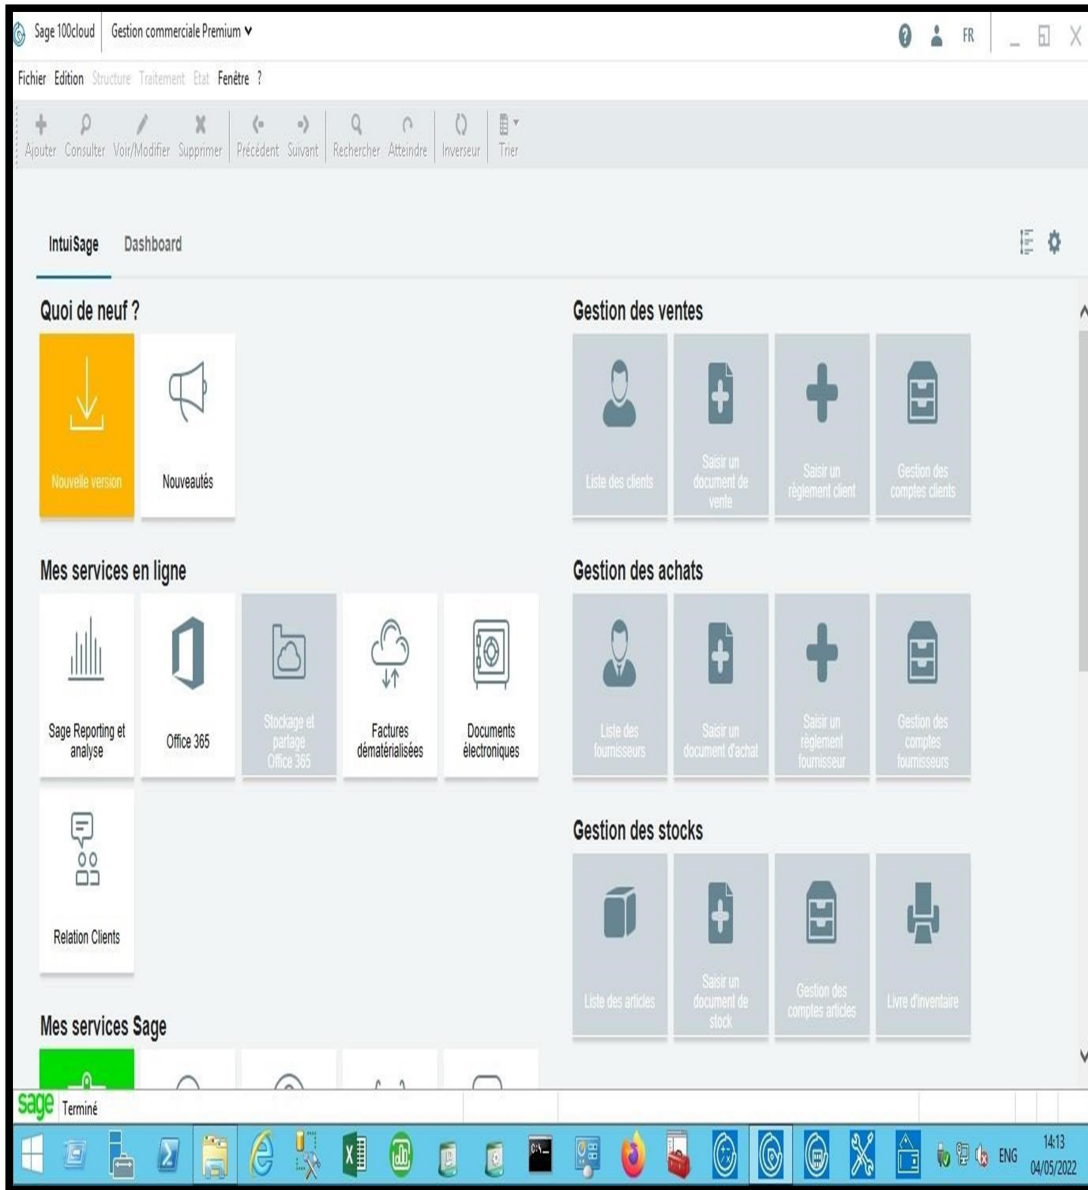 Sage 100cloud Gestion commerciale Premium
FR
Fichier Edition Structure Traitement Etat Fenêtre ?
Ajouter Consulter Voir/Modifier Supprimer Précédent Suivant Rechercher Atteindre Inverseur Trier
IntuiSage Dashboard
Quoi de neuf ?
Nouvelle version
Nouveautés
Mes services en ligne
Sage Reporting et
analyse
Office 365
Stockage et
partage
Office 365
Factures
dématérialisées
Documents
électroniques
Relation Clients
Mes services Sage
Gestion des ventes
Liste des clients
Saisir un
document de
vente
Saisir un
règlement client
Gestion des
comptes clients
Gestion des achats
Liste des
fournisseurs
Saisir un
document d'achat
Saisir un
règlement
fournisseur
Gestion des
comptes
fournisseurs
Gestion des stocks
Liste des articles
Saisir un
document de
stock
Gestion des
comptes articles
Livre d'inventaire
sage Terminé
ENG
14:13
04/05/2022